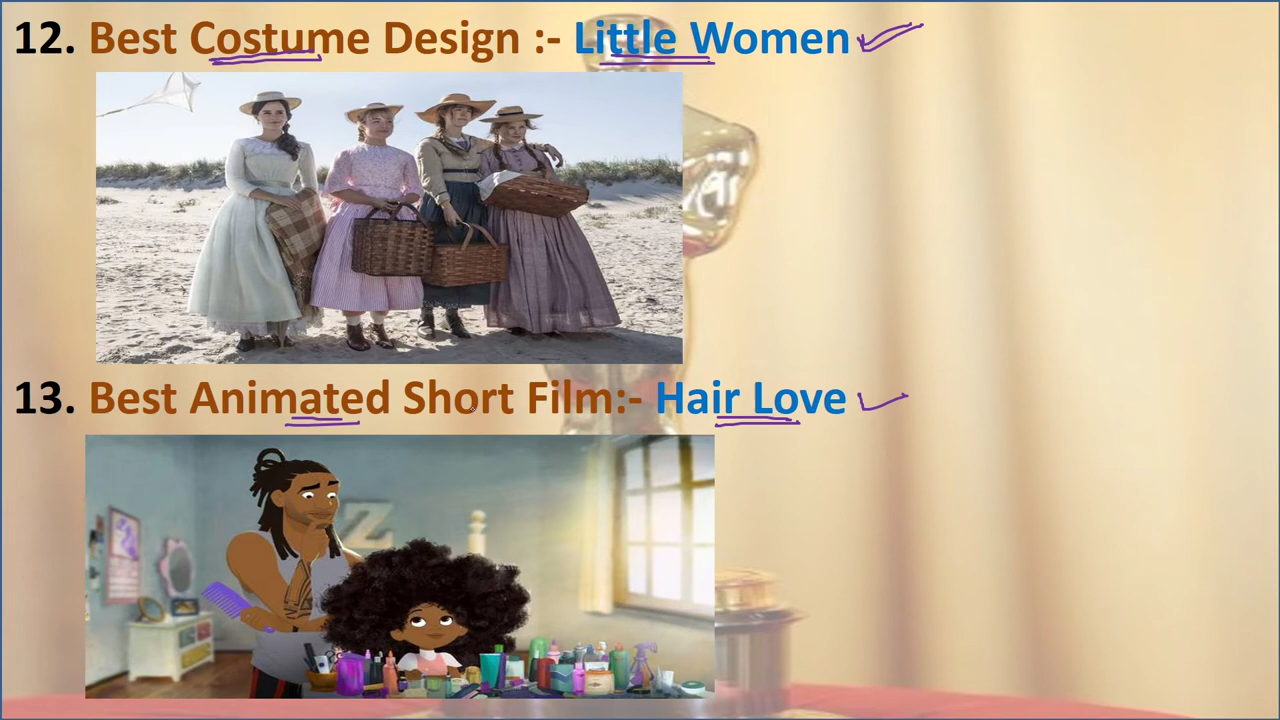 12. Best Costume Design :- Little Women
13. Best Animated Short Film:- Hair Love
Z